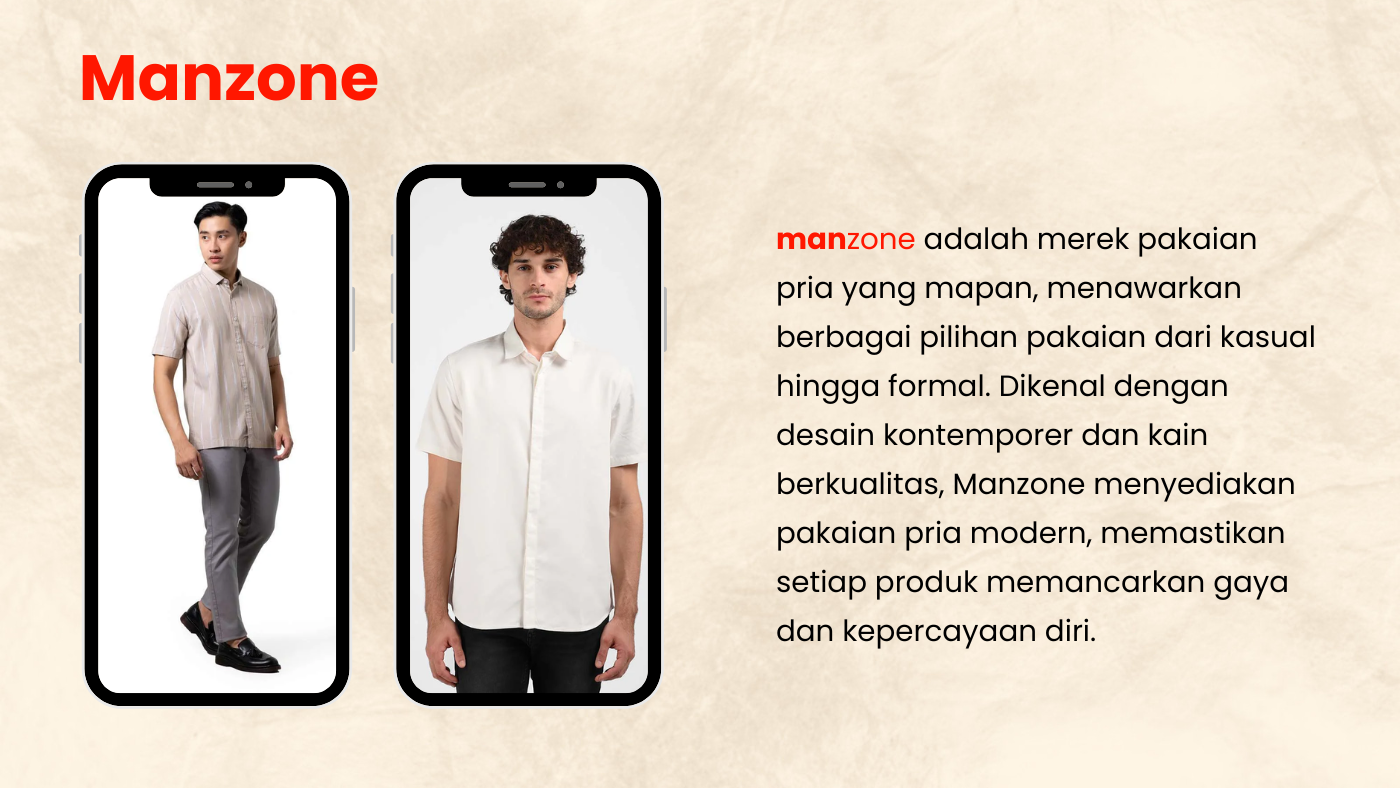 Manzone
manzone adalah merek pakaian
pria yang mapan, menawarkan
berbagai pilihan pakaian dari kasual
hingga formal. Dikenal dengan
desain kontemporer dan kain
berkualitas, Manzone menyediakan
pakaian pria modern, memastikan
setiap produk memancarkan gaya
dan kepercayaan diri.